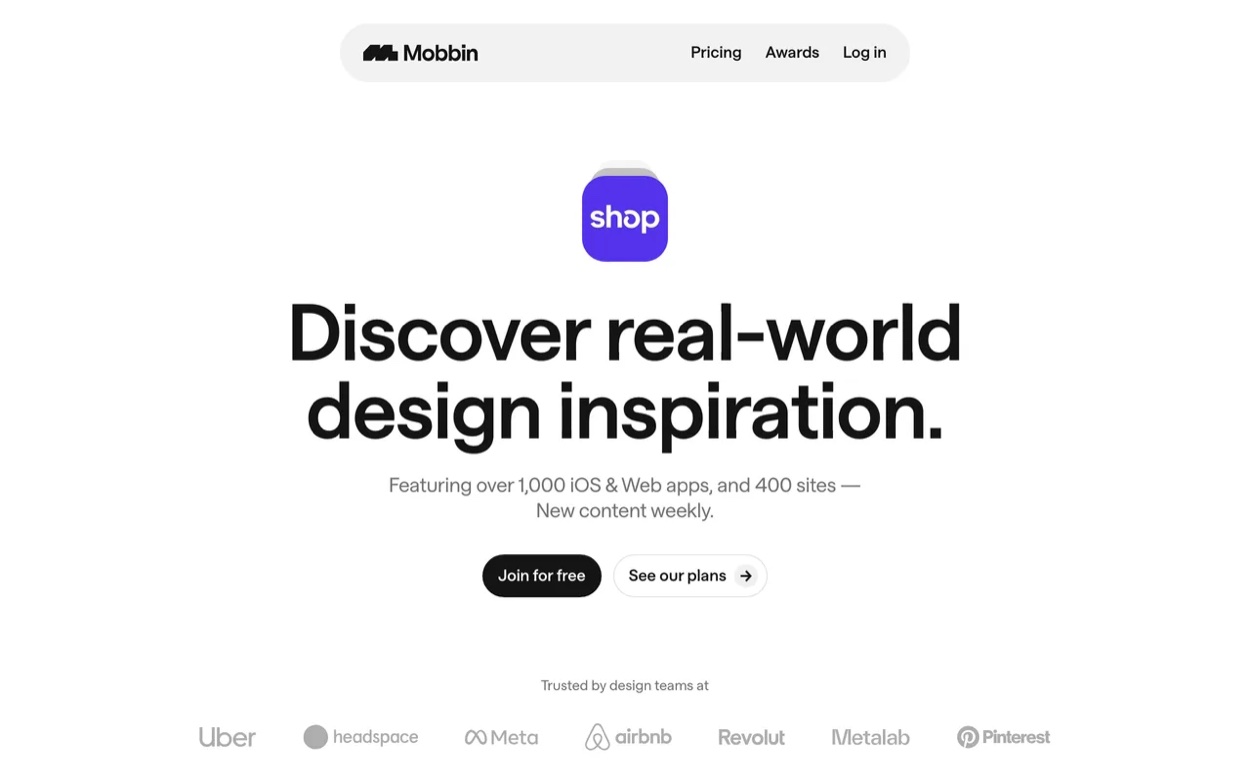 Mobbin Pricing Awards Log in
shop
Discover real-world
design inspiration.
Featuring over 1,000 iOS & Web apps, and 400 sites —
New content weekly.
Join for free See our plans →
Trusted by design teams at
Uber headspace Meta airbnb Revolut Metalab Pinterest